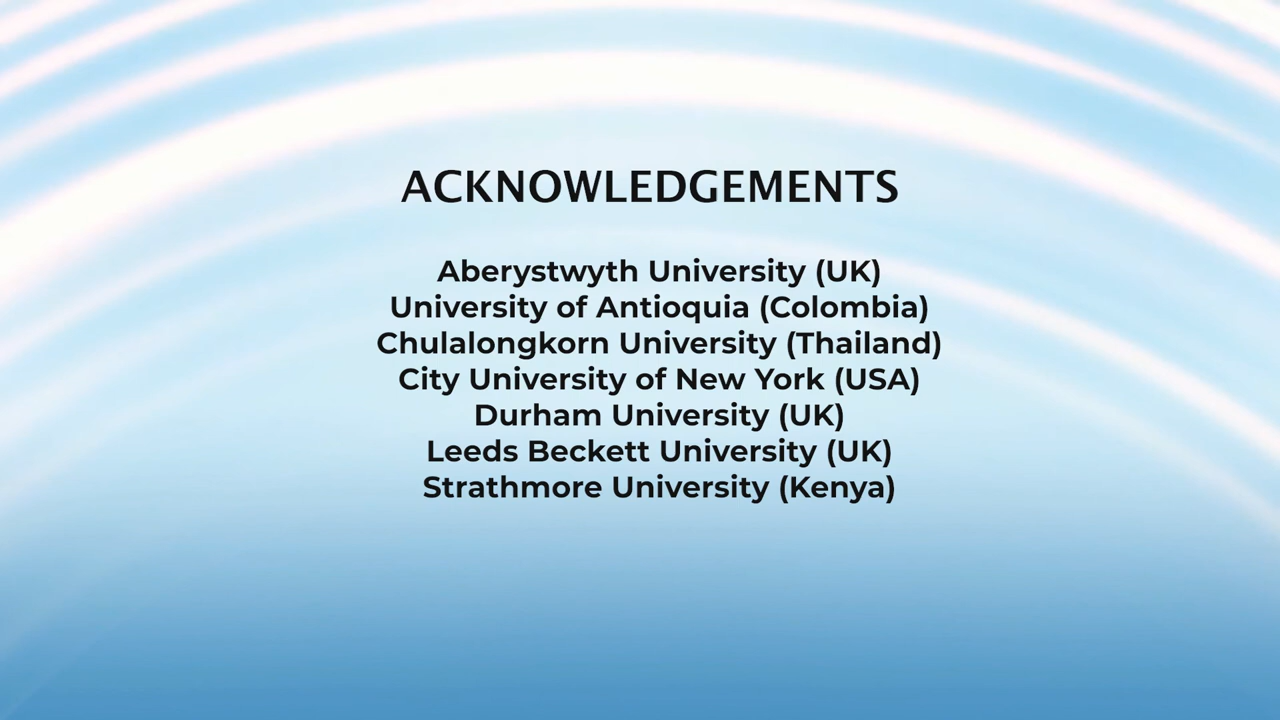 ACKNOWLEDGEMENTS
Aberystwyth University (UK)
University of Antioquia (Colombia)
Chulalongkorn University (Thailand)
City University of New York (USA)
Durham University (UK)
Leeds Beckett University (UK)
Strathmore University (Kenya)